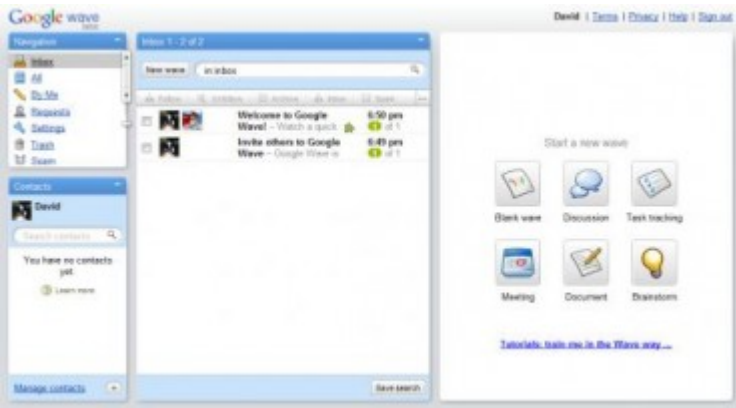 Google wave
David | Terms | Privacy | Help | Sign out
Navigation
Inbox
All
By Me
Requests
Settings
Trash
Spam
Contacts
David
Search contacts
You have no contacts
yet.
Learn more
Manage contacts
Inbox 1 - 2 of 2
New wave
in:inbox
Follow
Archive
Spam
Welcome to Google
Wave! - Watch a quick
6:50 pm
of 1
Invite others to Google
Wave - Google Wave is
6:49 pm
of 1
Save search
Start a new wave
Blank wave
Discussion
Task tracking
Meeting
Document
Brainstorm
Tutorials: train me in the Wave way ...